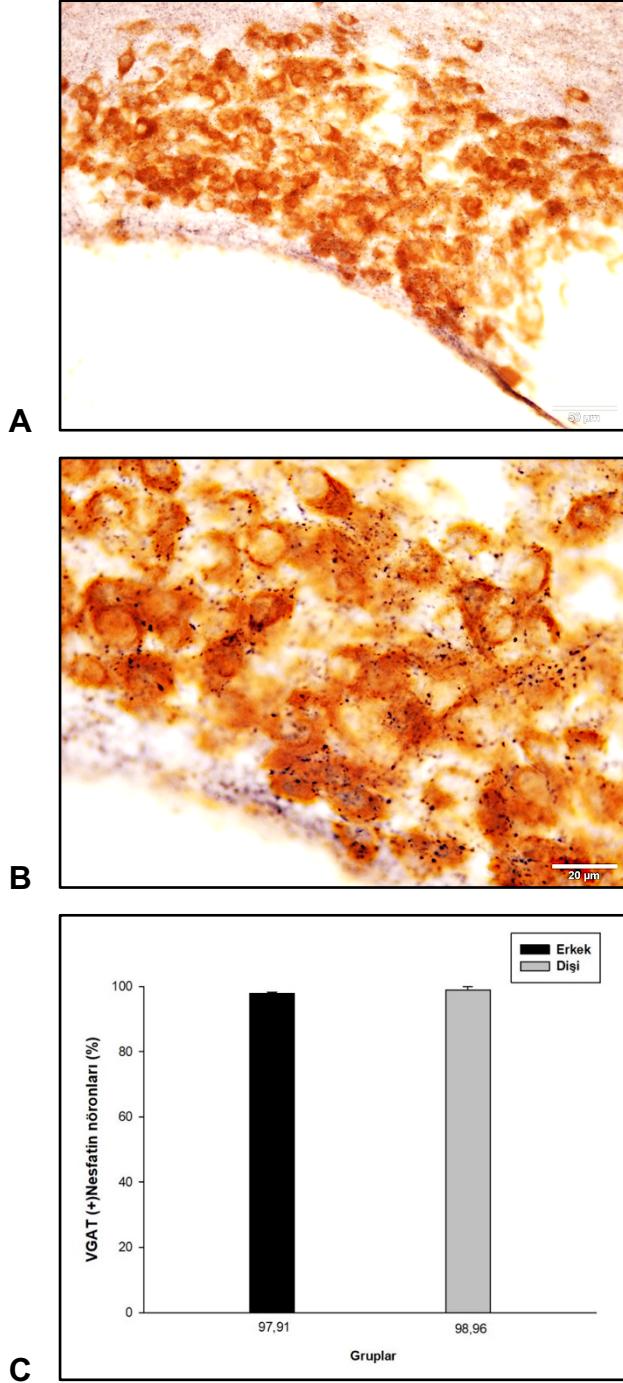 50 µm
A
20 µm
B
Erkek
Dişi
VGAT (+)Nesfatin nöronları (%)
100
80
60
40
20
0
97,91
98,96
Gruplar
C